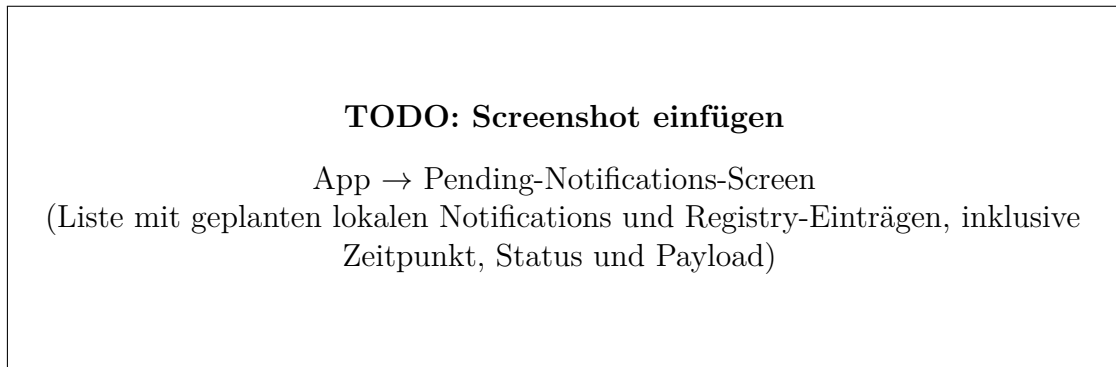 TODO: Screenshot einfügen
App → Pending-Notifications-Screen
(Liste mit geplanten lokalen Notifications und Registry-Einträgen, inklusive
Zeitpunkt, Status und Payload)